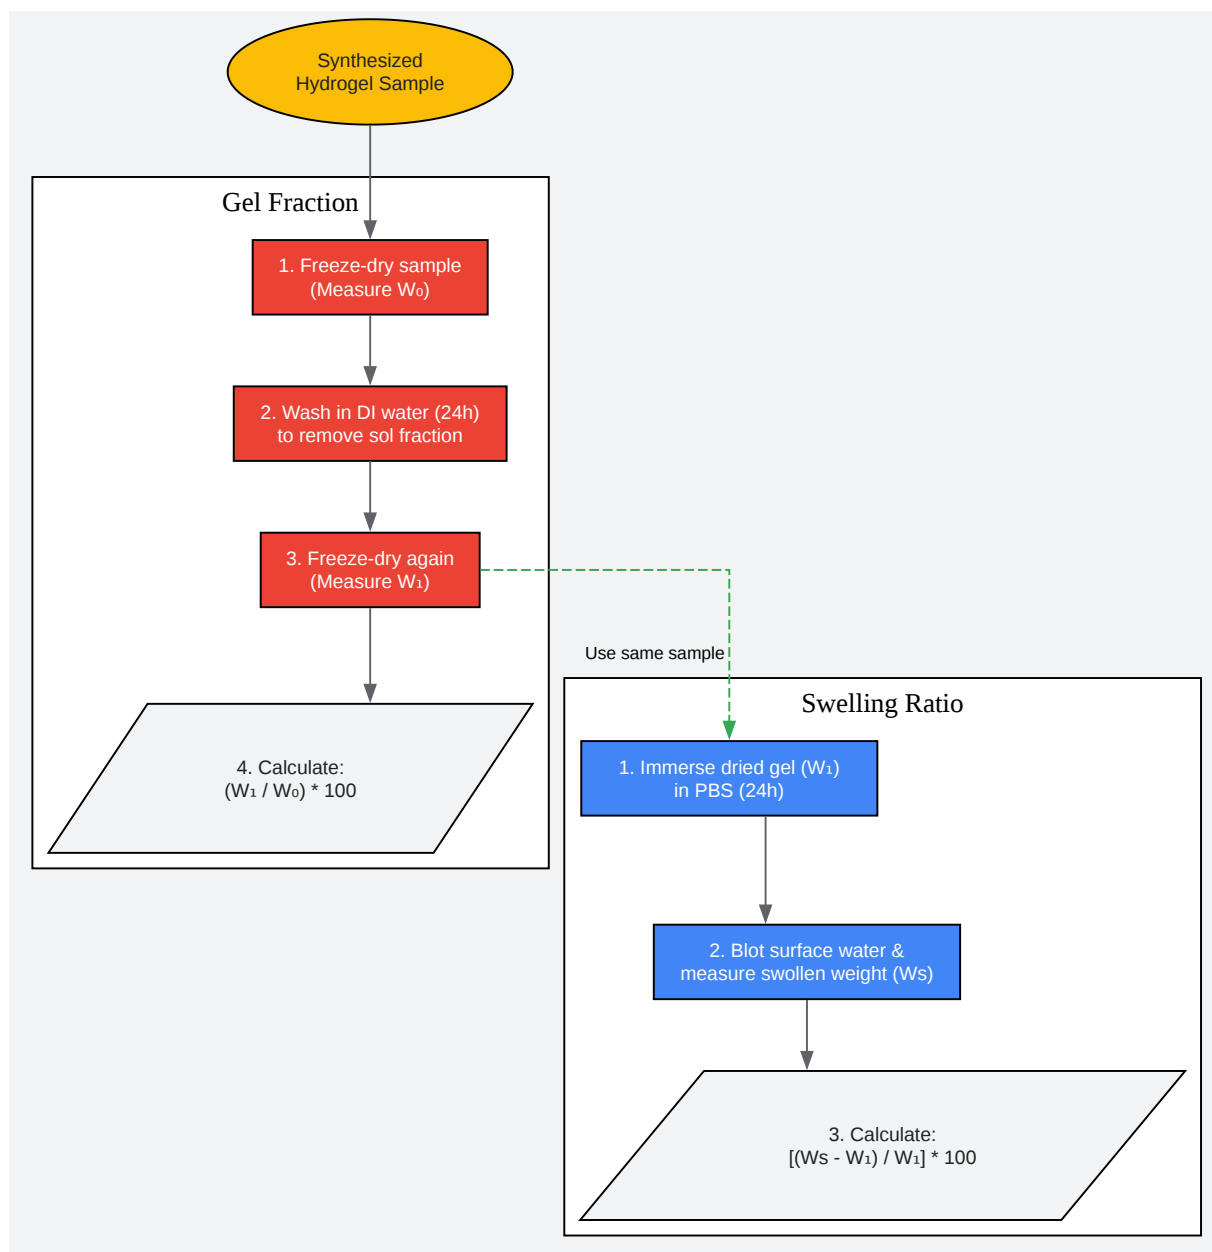 Synthesized
Hydrogel Sample
Gel Fraction
1. Freeze-dry sample
(Measure W₀)
2. Wash in DI water (24h)
to remove sol fraction
3. Freeze-dry again
(Measure W₁)
4. Calculate:
(W₁ / W₀) * 100
Use same sample
Swelling Ratio
1. Immerse dried gel (W₁)
in PBS (24h)
2. Blot surface water &
measure swollen weight (Ws)
3. Calculate:
[(Ws - W₁) / W₁] * 100